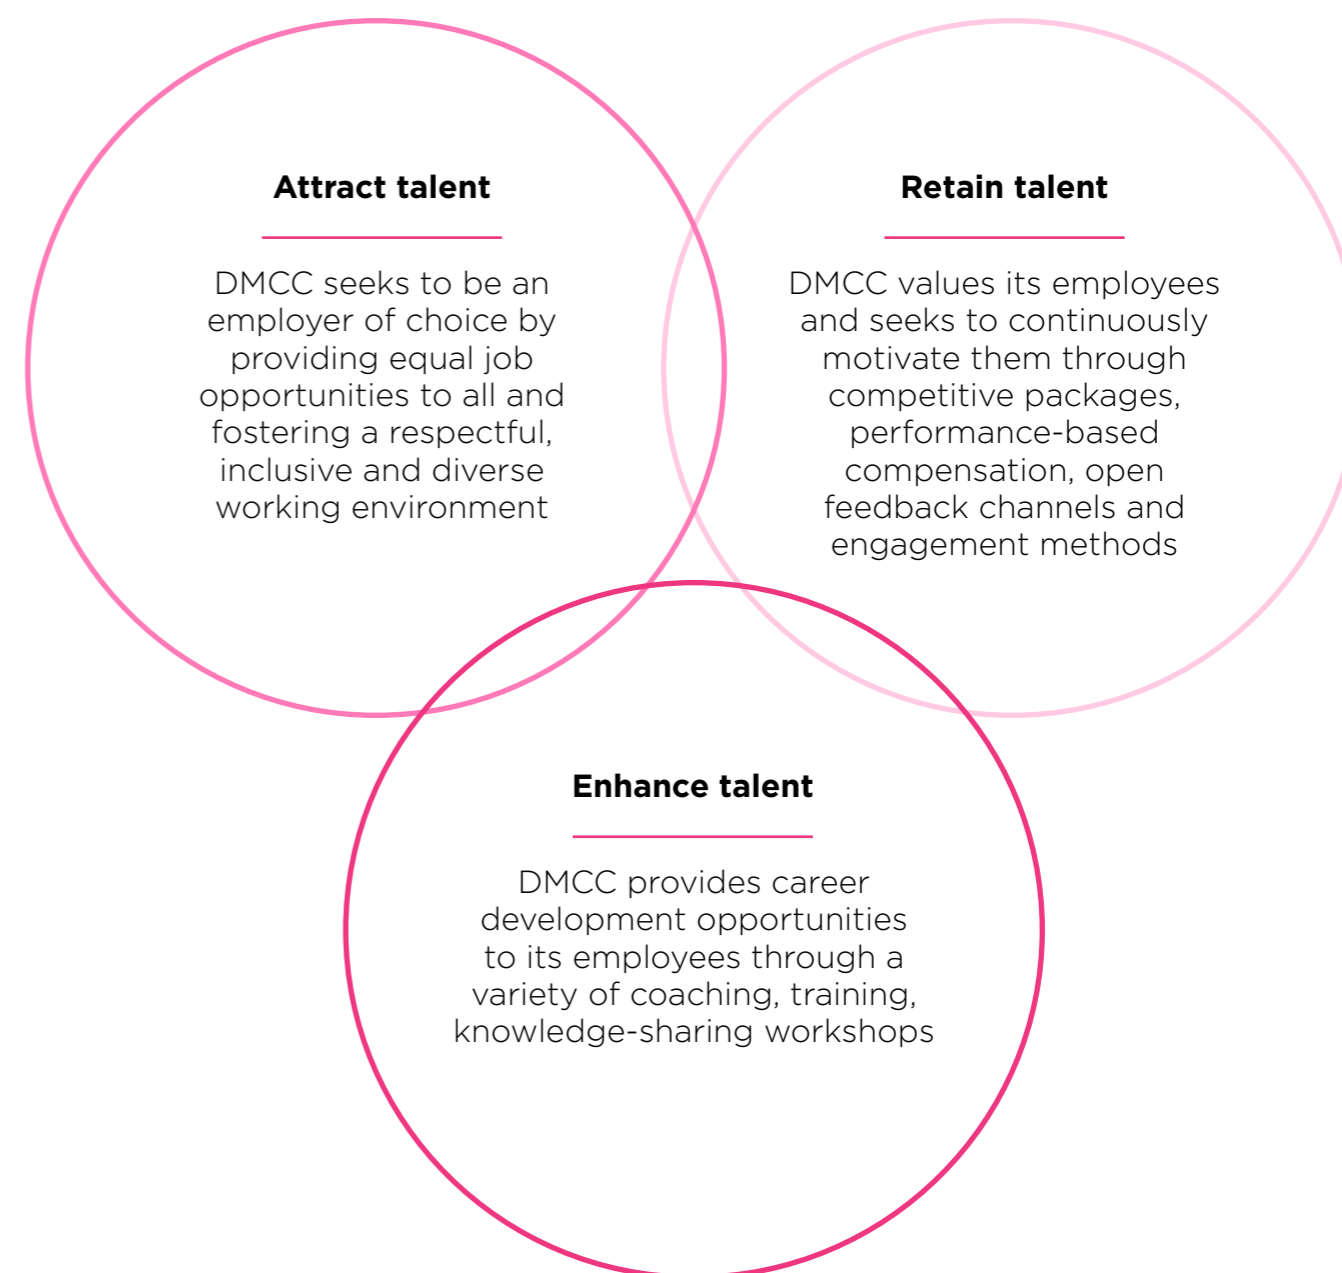 Attract talent
DMCC seeks to be an
employer of choice by
providing equal job
opportunities to all and
fostering a respectful,
inclusive and diverse
working environment
Retain talent
DMCC values its employees
and seeks to continuously
motivate them through
competitive packages,
performance-based
compensation, open
feedback channels and
engagement methods
Enhance talent
DMCC provides career
development opportunities
to its employees through a
variety of coaching, training,
knowledge-sharing workshops